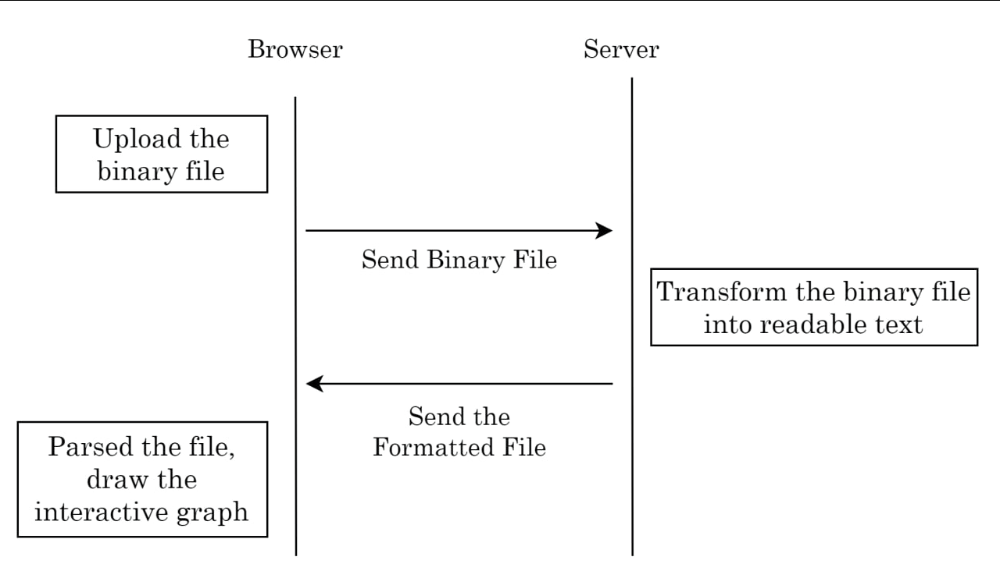 Browser
Server
Upload the
binary file
Send Binary File
Transform the binary file
into readable text
Send the
Formatted File
Parsed the file,
draw the
interactive graph